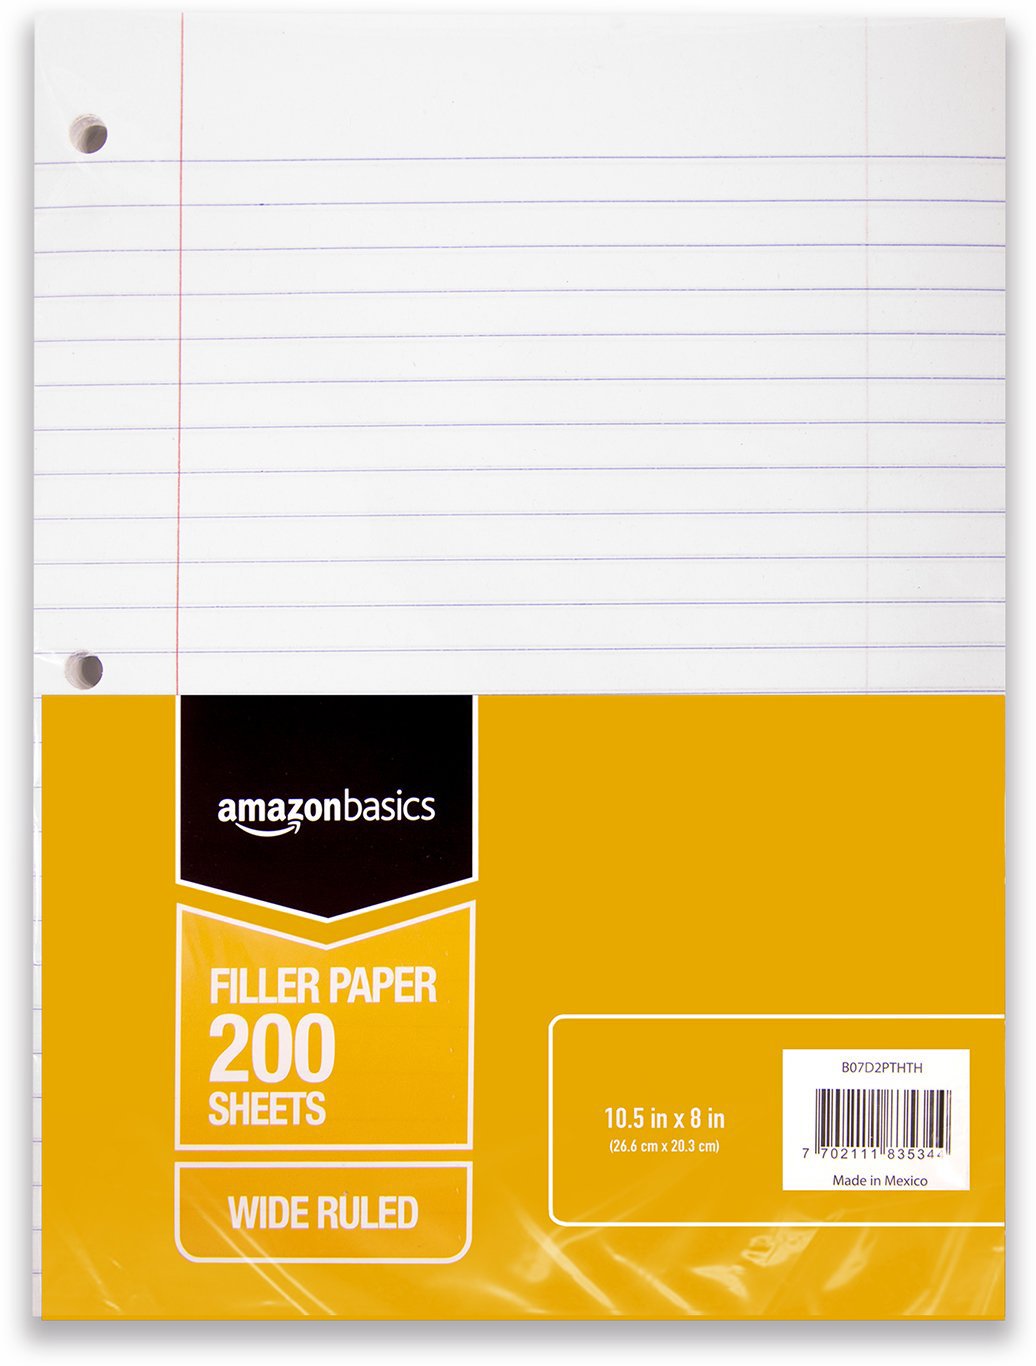 amazonbasics
FILLER PAPER
200
SHEETS
WIDE RULED
10.5 in x 8 in
(26.6 cm x 20.3 cm)
B07D2PTHTH
7 702111 835344
Made in Mexico